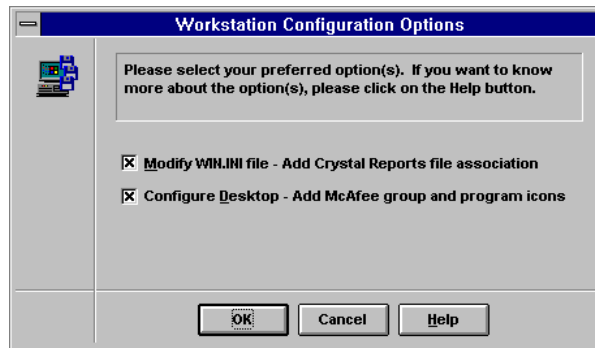 Workstation Configuration Options
Please select your preferred option(s). If you want to know
more about the option(s), please click on the Help button.
Modify WIN.INI file - Add Crystal Reports file association
Configure Desktop - Add McAfee group and program icons
OK Cancel Help